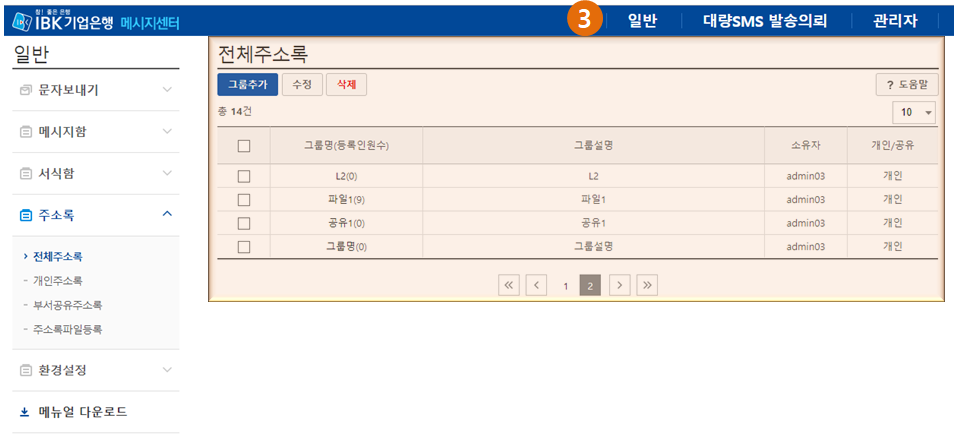 참! 좋은 은행
IBK기업은행 메시지센터
3
일반
대량SMS 발송의뢰
관리자
일반
문자보내기
메시지함
서식함
주소록
› 전체주소록
- 개인주소록
- 부서공유주소록
- 주소록파일등록
환경설정
메뉴얼 다운로드
전체주소록
그룹추가 수정 삭제 ? 도움말
총 14건 10
그룹명(등록인원수) 그룹설명 소유자 개인/공유
L2(0) L2 admin03 개인
파일1(9) 파일1 admin03 개인
공유1(0) 공유1 admin03 개인
그룹명(0) 그룹설명 admin03 개인
« ‹ 1 2 › »